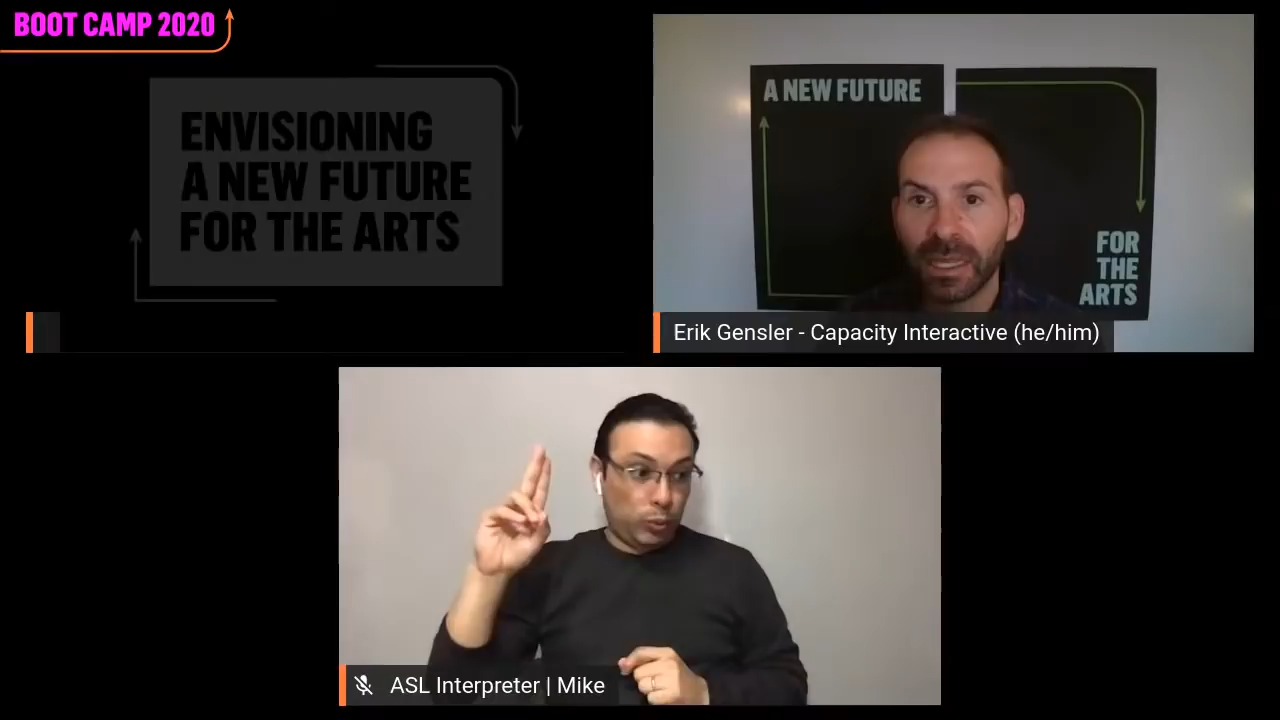 BOOT CAMP 2020
ENVISIONING
A NEW FUTURE
FOR THE ARTS
A NEW FUTURE
FOR
THE
ARTS
Erik Gensler - Capacity Interactive (he/him)
ASL Interpreter | Mike